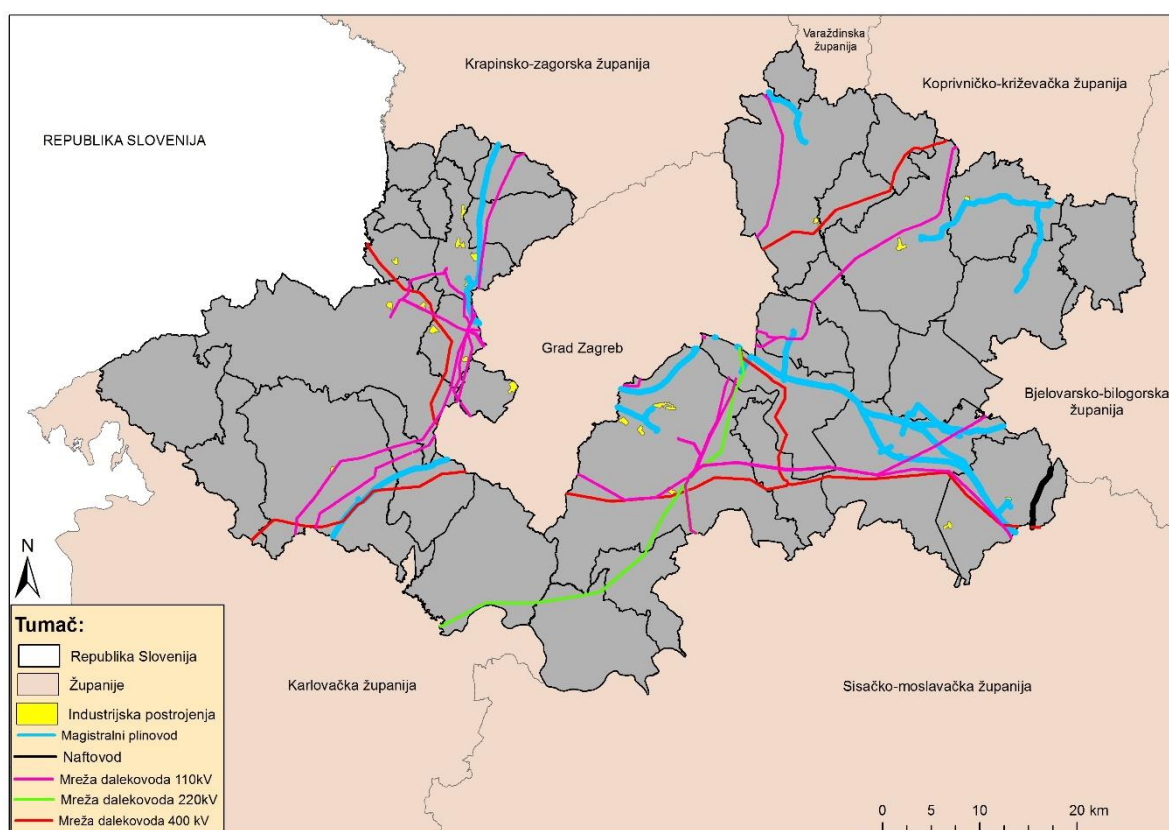 Varaždinska
županija
Krapinsko-zagorska županija
Koprivničko-križevačka županija
REPUBLIKA SLOVENIJA
Grad Zagreb
Bjelovarsko-bilogorska
županija
N
Tumač:
Republika Slovenija
Županije
Industrijska postrojenja
Magistralni plinovod
Naftovod
Mreža dalekovoda 110kV
Mreža dalekovoda 220kV
Mreža dalekovoda 400 kV
Karlovačka županija
Sisačko-moslavačka županija
0 5 10 20 km